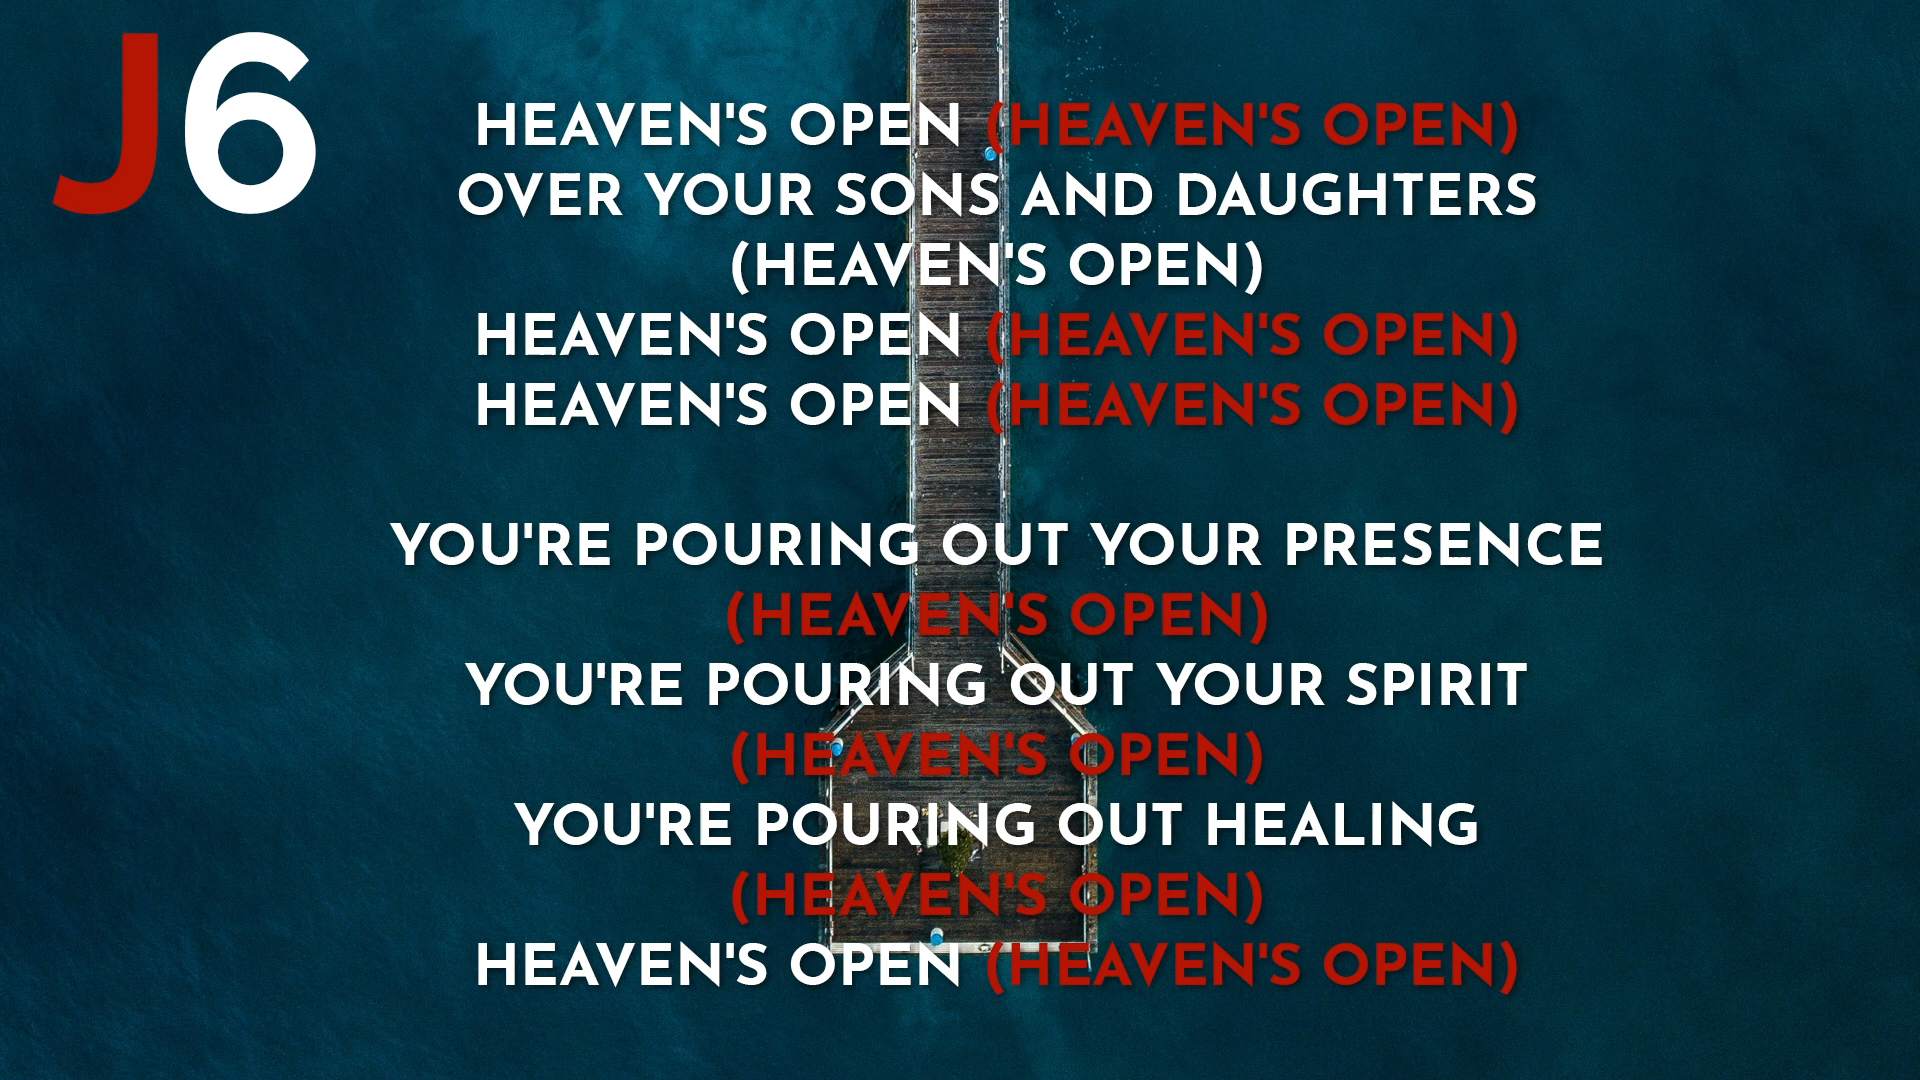 J6
HEAVEN'S OPEN (HEAVEN'S OPEN)
OVER YOUR SONS AND DAUGHTERS
(HEAVEN'S OPEN)
HEAVEN'S OPEN (HEAVEN'S OPEN)
HEAVEN'S OPEN (HEAVEN'S OPEN)
YOU'RE POURING OUT YOUR PRESENCE
(HEAVEN'S OPEN)
YOU'RE POURING OUT YOUR SPIRIT
(HEAVEN'S OPEN)
YOU'RE POURING OUT HEALING
(HEAVEN'S OPEN)
HEAVEN'S OPEN (HEAVEN'S OPEN)